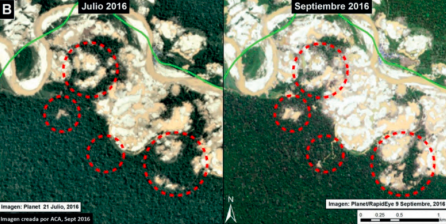 B
Julio 2016
Septiembre 2016
Imagen: Planet 21 Julio, 2016
Imagen creada por ACA, Sept 2016
Imagen: Planet/RapidEye 9 Septiembre, 2016
N
0 0.25 0.5 1